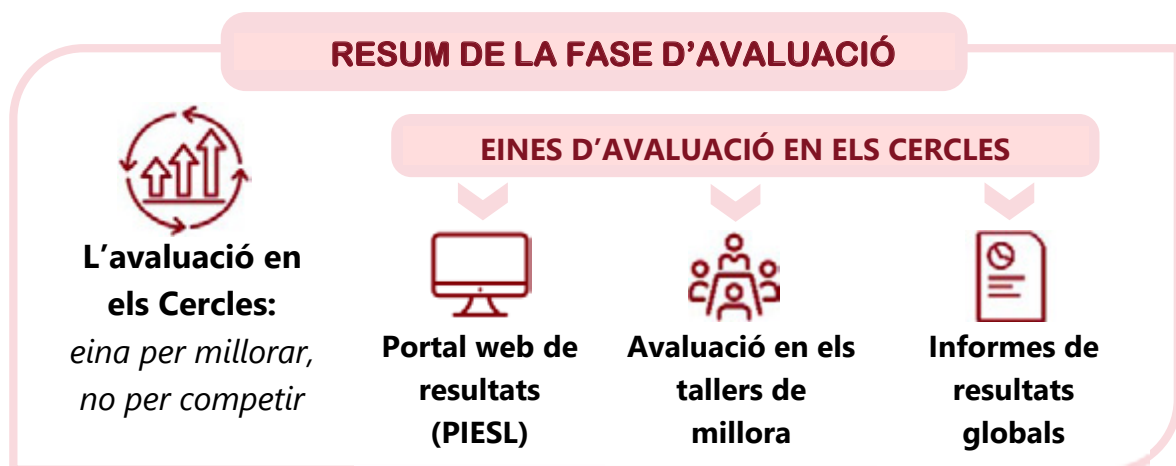 RESUM DE LA FASE D’AVALUACIÓ
EINES D’AVALUACIÓ EN ELS CERCLES
L’avaluació en
els Cercles:
eina per millorar,
no per competir
Portal web de
resultats
(PIESL)
Avaluació en els
tallers de
millora
Informes de
resultats
globals